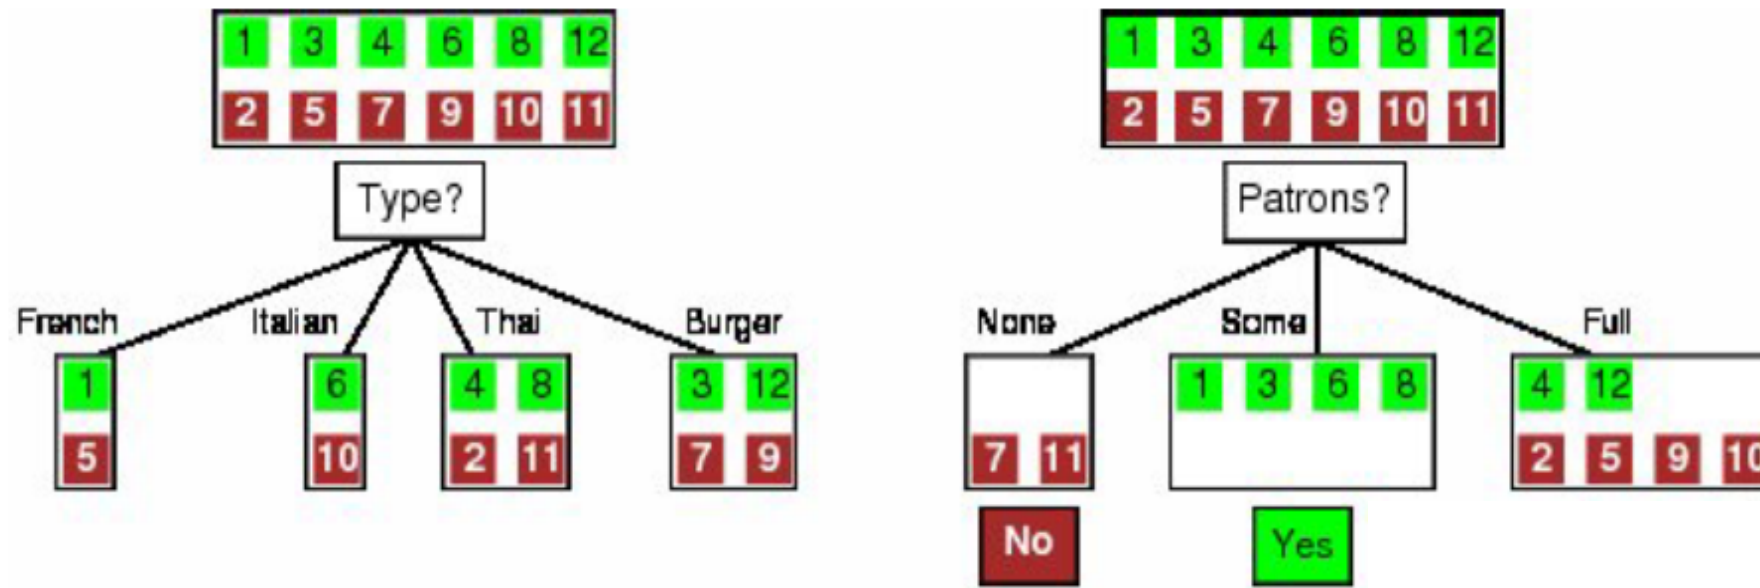 1 3 4 6 8 12
2 5 7 9 10 11
Type?
French Italian Thai Burger
1 6 4 8 3 12
5 10 2 11 7 9
1 3 4 6 8 12
2 5 7 9 10 11
Patrons?
None Some Full
1 3 6 8 4 12
7 11 2 5 9 10
No Yes